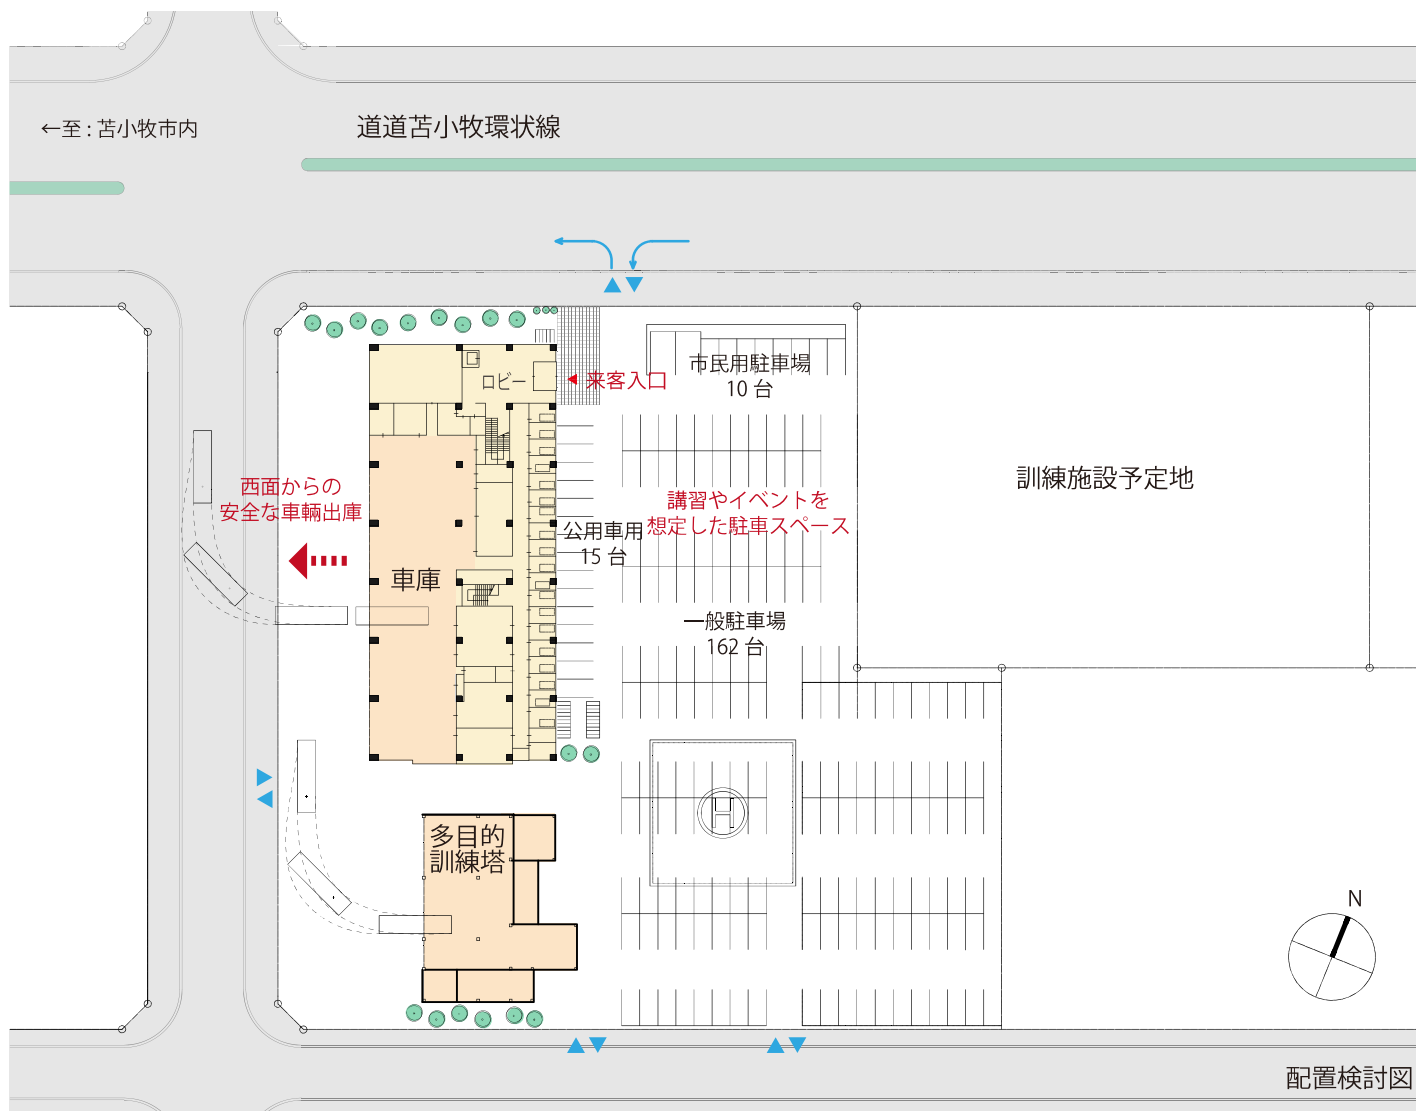 ←至 : 苫小牧市内
道道苫小牧環状線
市民用駐車場
10 台
ロビー
来客入口
訓練施設予定地
西面からの
安全な車輌出庫
講習やイベントを
想定した駐車スペース
公用車用
15 台
車庫
一般駐車場
162 台
H
多目的
訓練塔
N
配置検討図